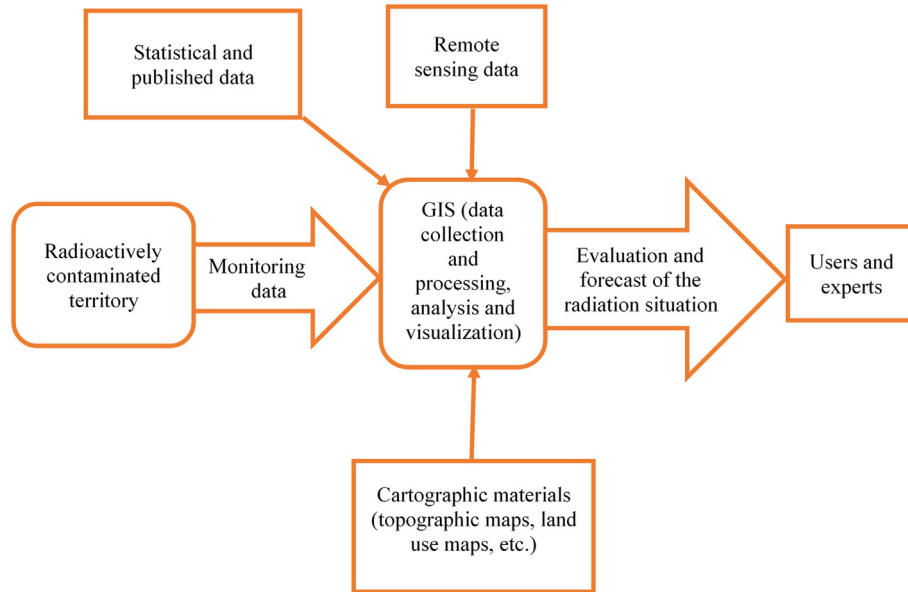 Statistical and
published data
Remote
sensing data
Radioactively
contaminated
territory
Monitoring
data
GIS (data
collection
and
processing,
analysis and
visualization)
Evaluation and
forecast of the
radiation situation
Users and
experts
Cartographic materials
(topographic maps, land
use maps, etc.)